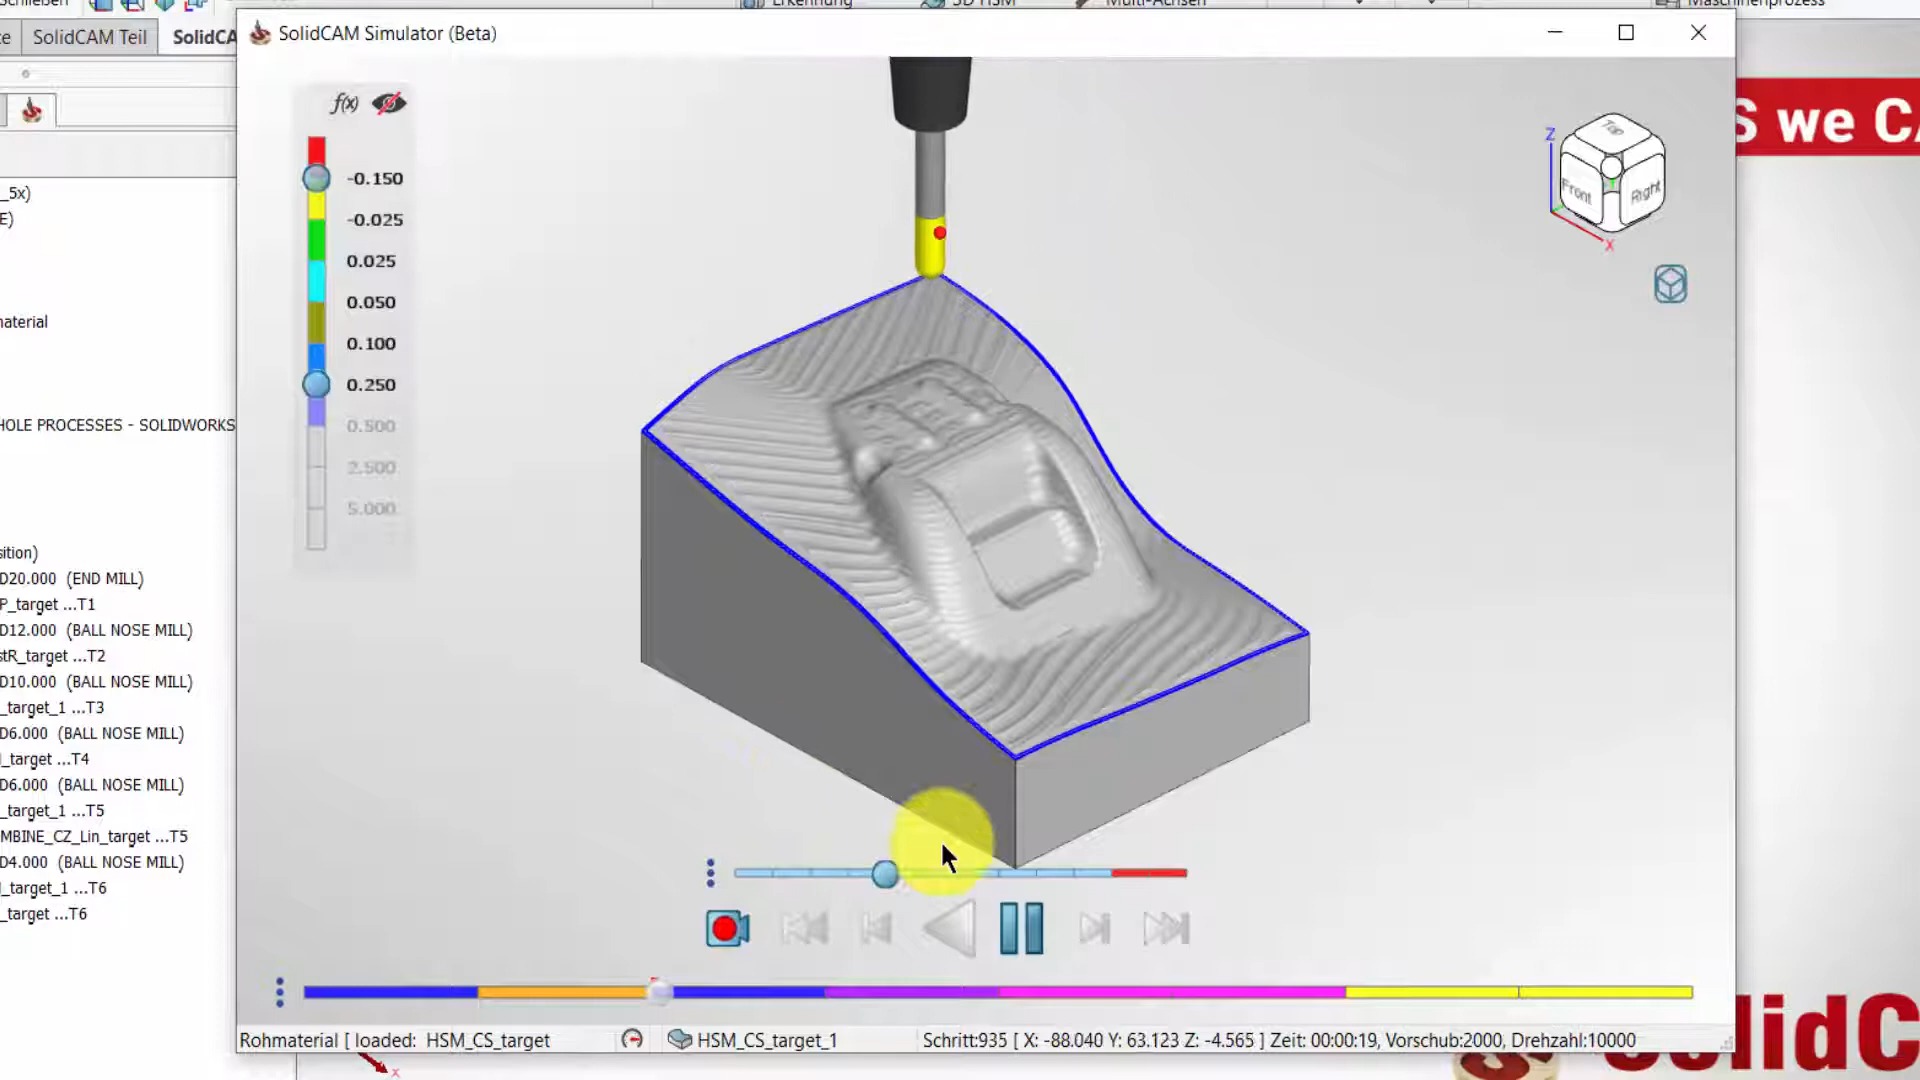 schließen
Erkennung
3D HSM
Multi-Achsen
Maschinenprozess
SolidCAM Teil
SolidCA
SolidCAM Simulator (Beta)
S we CA
_5x)
E)
naterial
HOLE PROCESSES - SOLIDWORKS
sition)
D20.000 (END MILL)
P_target ...T1
D12.000 (BALL NOSE MILL)
stR_target ...T2
D10.000 (BALL NOSE MILL)
_target_1 ...T3
D6.000 (BALL NOSE MILL)
_target ...T4
D6.000 (BALL NOSE MILL)
_target_1 ...T5
MBINE_CZ_Lin_target ...T5
D4.000 (BALL NOSE MILL)
_target_1 ...T6
_target ...T6
f(x)
-0.150
-0.025
0.025
0.050
0.100
0.250
0.500
2.500
5.000
Top
Front
Right
Z
X
Rohmaterial [ loaded: HSM_CS_target
HSM_CS_target_1
Schritt:935 [ X: -88.040 Y: 63.123 Z: -4.565 ] Zeit: 00:00:19, Vorschub:2000, Drehzahl:10000
SolidC
x